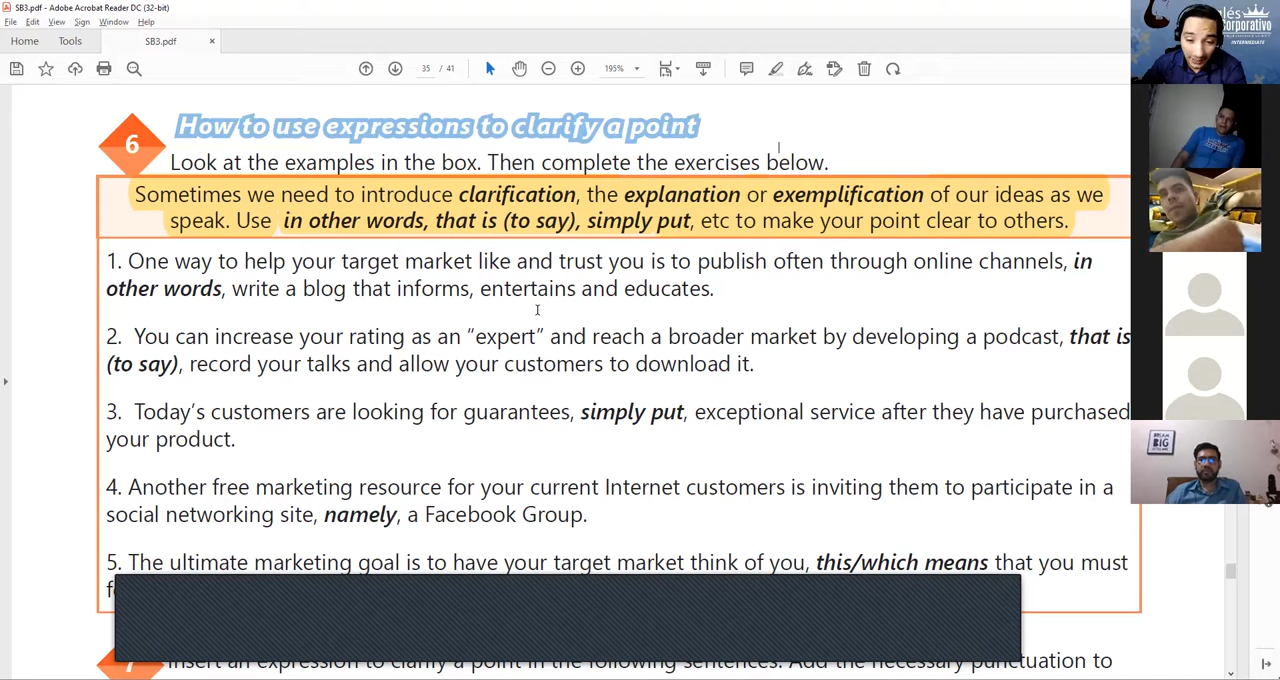 SB3.pdf - Adobe Acrobat Reader DC (32-bit)
File Edit View Sign Window Help
Home Tools SB3.pdf ×
35 / 41 195%
6 How to use expressions to clarify a point
Look at the examples in the box. Then complete the exercises below.
Sometimes we need to introduce clarification, the explanation or exemplification of our ideas as we
speak. Use in other words, that is (to say), simply put, etc to make your point clear to others.
1. One way to help your target market like and trust you is to publish often through online channels, in
other words, write a blog that informs, entertains and educates.
2. You can increase your rating as an “expert” and reach a broader market by developing a podcast, that is
(to say), record your talks and allow your customers to download it.
3. Today’s customers are looking for guarantees, simply put, exceptional service after they have purchased
your product.
4. Another free marketing resource for your current Internet customers is inviting them to participate in a
social networking site, namely, a Facebook Group.
5. The ultimate marketing goal is to have your target market think of you, this/which means that you must
7 Insert an expression to clarify a point in the following sentences. Add the necessary punctuation to
glés
Corporativo
INTERMEDIATE
DREAM
BIG